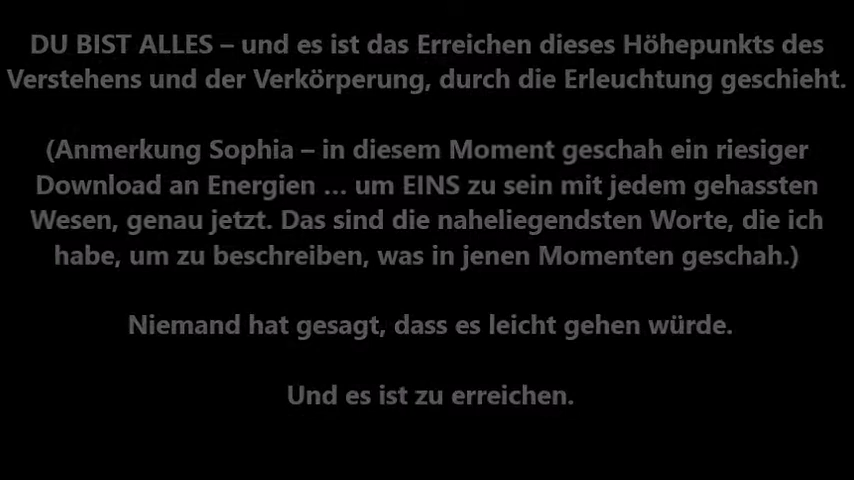 DU BIST ALLES – und es ist das Erreichen dieses Höhepunkts des
Verstehens und der Verkörperung, durch die Erleuchtung geschieht.
(Anmerkung Sophia – in diesem Moment geschah ein riesiger
Download an Energien … um EINS zu sein mit jedem gehassten
Wesen, genau jetzt. Das sind die naheliegendsten Worte, die ich
habe, um zu beschreiben, was in jenen Momenten geschah.)
Niemand hat gesagt, dass es leicht gehen würde.
Und es ist zu erreichen.